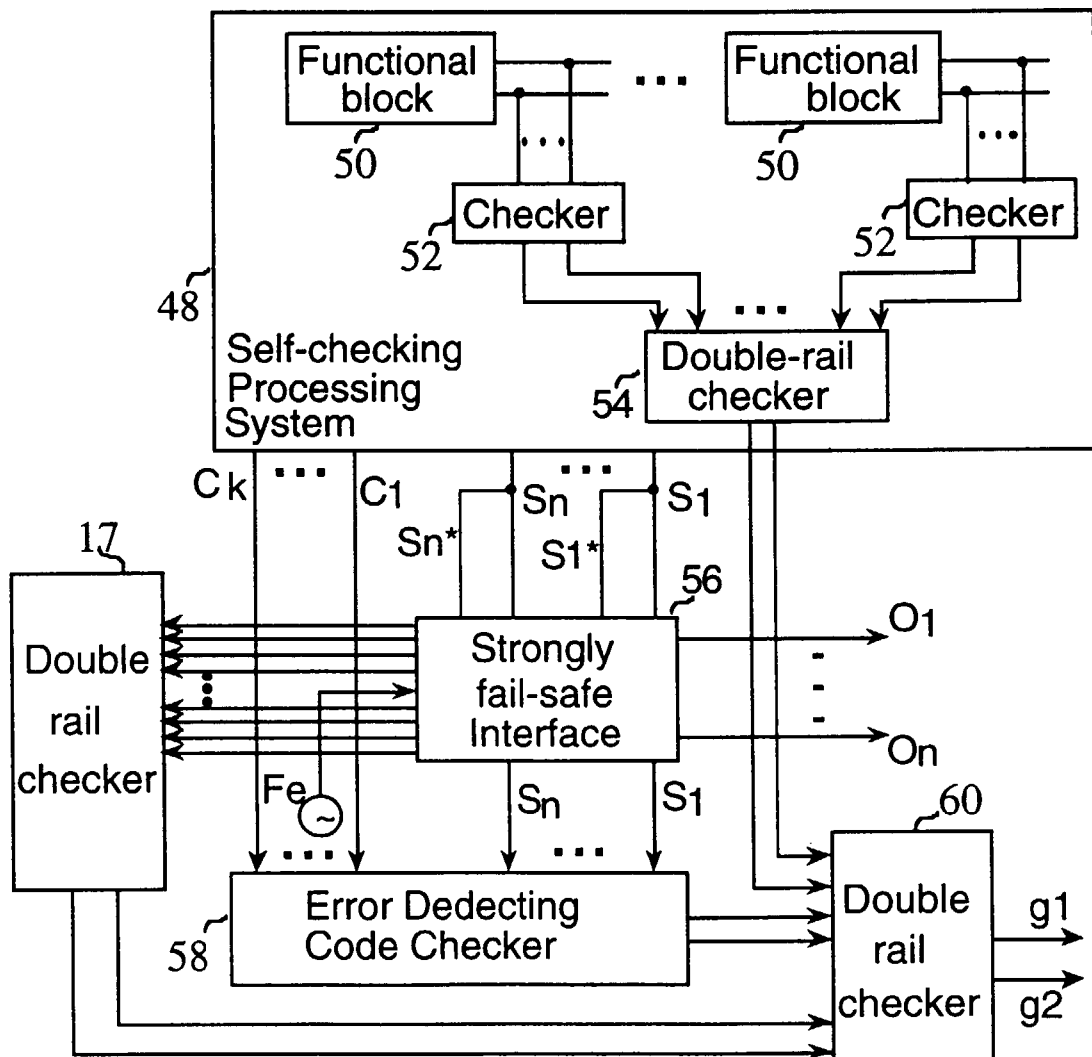 Functional
block
50
Functional
block
50
Checker
52
Checker
52
48
Self-checking
Processing
System
Double-rail
checker
54
Ck
C1
Sn
S1
Sn*
S1*
17
Double
rail
checker
56
Strongly
fail-safe
Interface
O1
On
Fe
~
Sn
S1
60
Double
rail
checker
g1
g2
Error Dedecting
Code Checker
58